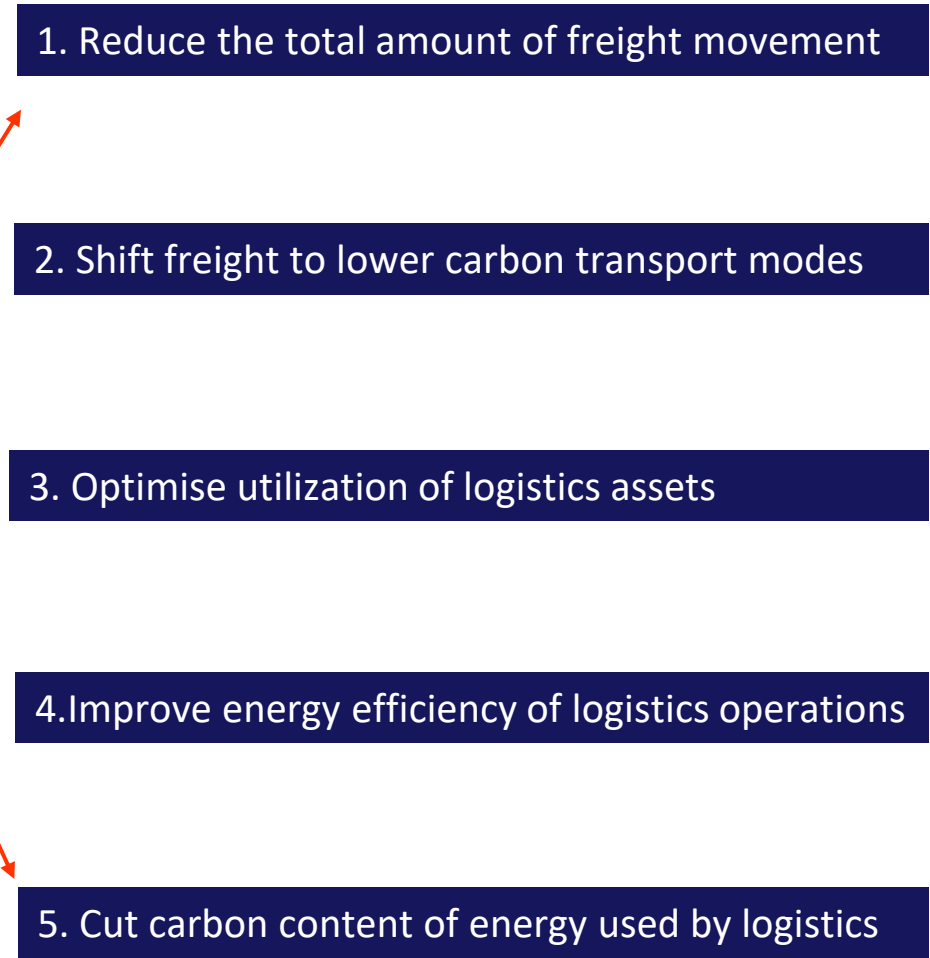 1. Reduce the total amount of freight movement
2. Shift freight to lower carbon transport modes
3. Optimise utilization of logistics assets
4.Improve energy efficiency of logistics operations
5. Cut carbon content of energy used by logistics